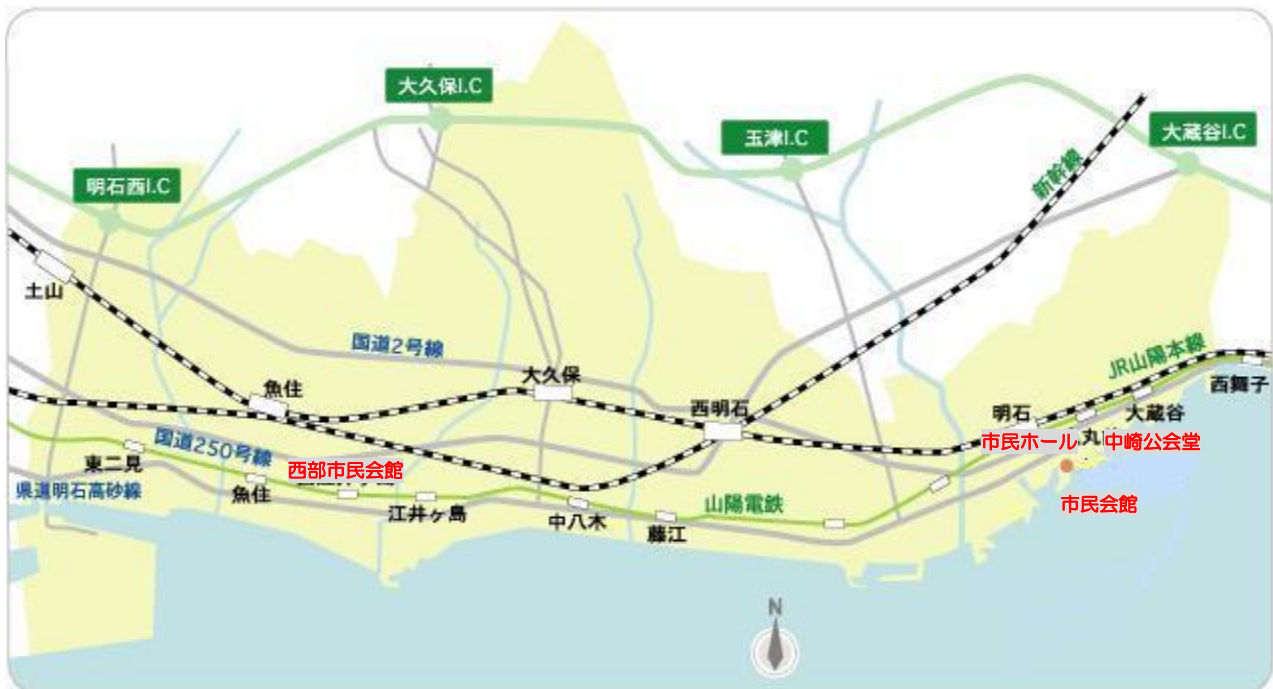 大久保I.C
玉津I.C
大蔵谷I.C
明石西I.C
新幹線
土山
国道2号線
JR山陽本線
魚住
大久保
西明石
明石
大蔵谷
西舞子
国道250号線
市民ホール
中崎公会堂
東二見
西部市民会館
県道明石高砂線
魚住
江井ヶ島
中八木
藤江
山陽電鉄
市民会館
N